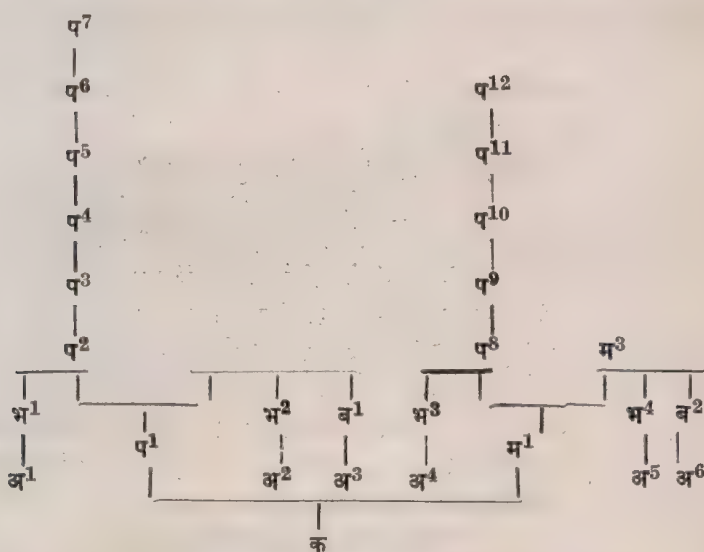 प⁷
प⁶ प¹²
प⁵ प¹¹
प⁴ प¹⁰
प³ प⁹
प² प⁸ म³
भ¹ भ² ब¹ भ³ भ⁴ ब²
प¹ म¹
अ¹ अ² अ³ अ⁴ अ⁵ अ⁶
क